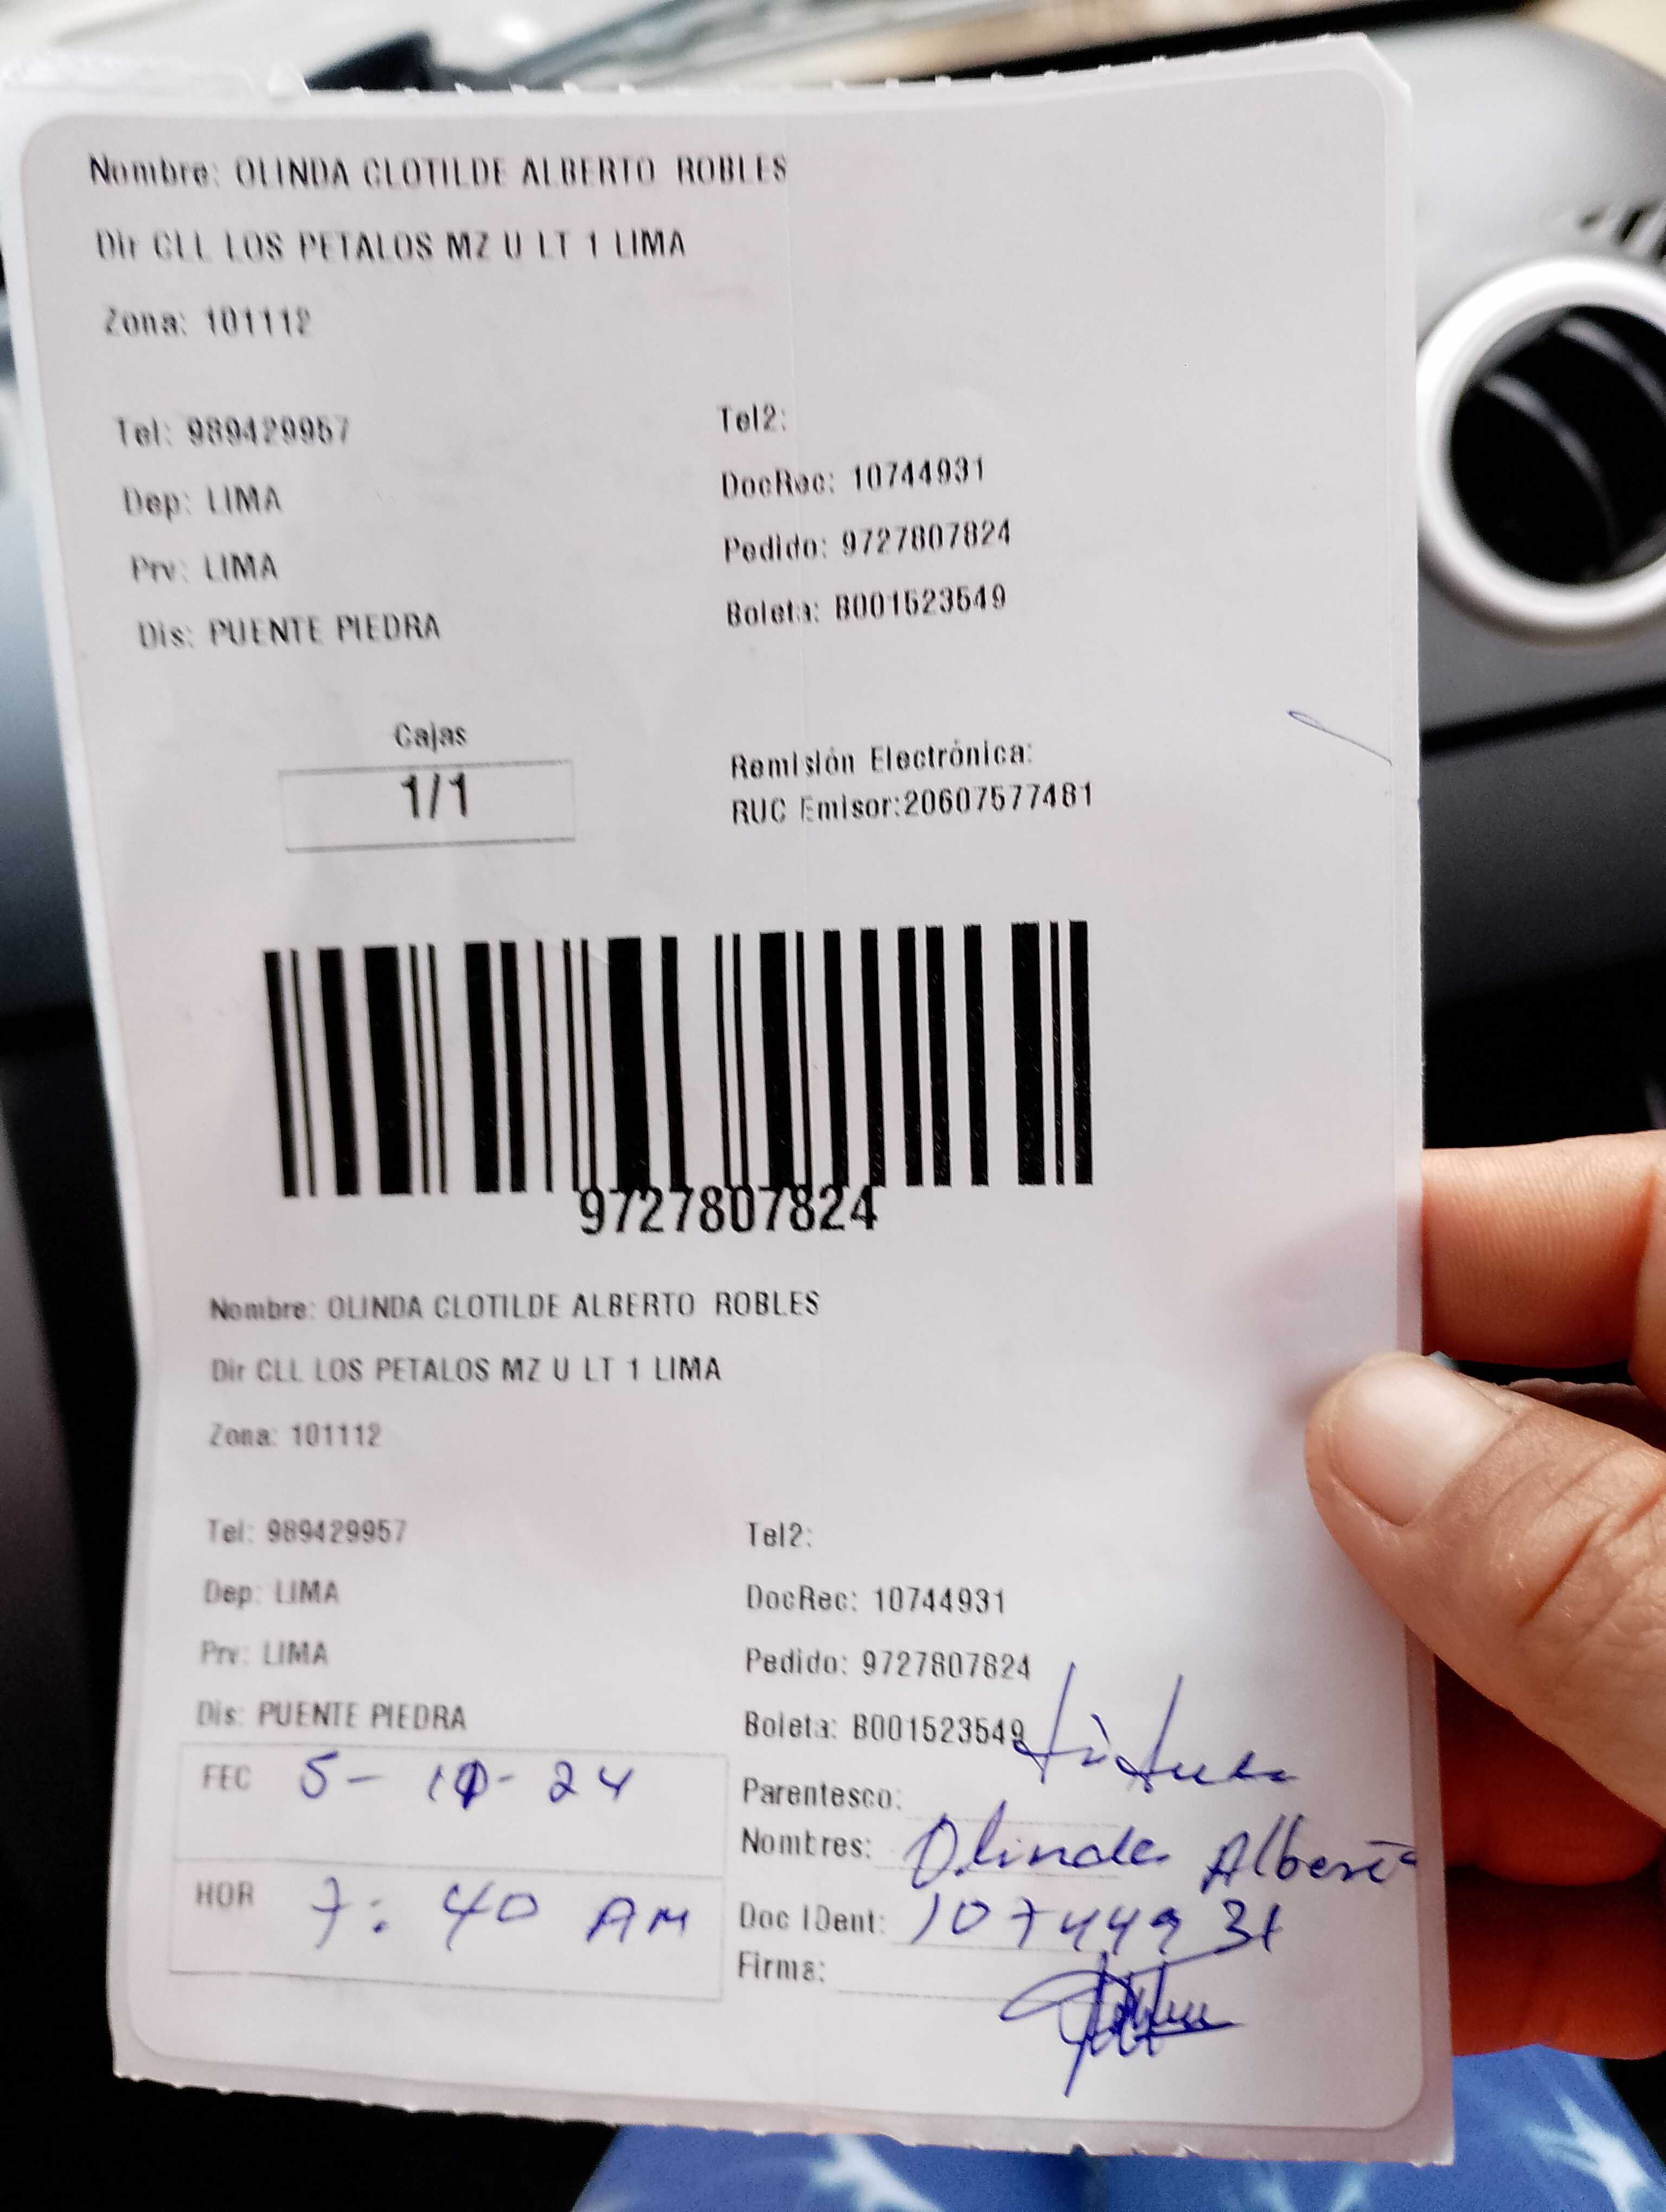 Nombre: OLINDA CLOTILDE ALBERTO ROBLES
Dir CLL LOS PETALOS MZ U LT 1 LIMA
Zona: 101112
Tel: 989429957
Tel2:
Dep: LIMA
DocRec: 10744931
Prv: LIMA
Pedido: 9727807824
Dis: PUENTE PIEDRA
Boleta: B001523549
Cajas
1/1
Remisión Electrónica:
RUC Emisor:20607577481
9727807824
Nombre: OLINDA CLOTILDE ALBERTO ROBLES
Dir CLL LOS PETALOS MZ U LT 1 LIMA
Zona: 101112
Tel: 989429957
Tel2:
Dep: LIMA
DocRec: 10744931
Prv: LIMA
Pedido: 9727807824
Dis: PUENTE PIEDRA
Boleta: B001523549
FEC 5-10-24
Parentesco:
Nombres: Olinda Alberto
HOR 7:40 AM
Doc IDent: 10744931
Firma: